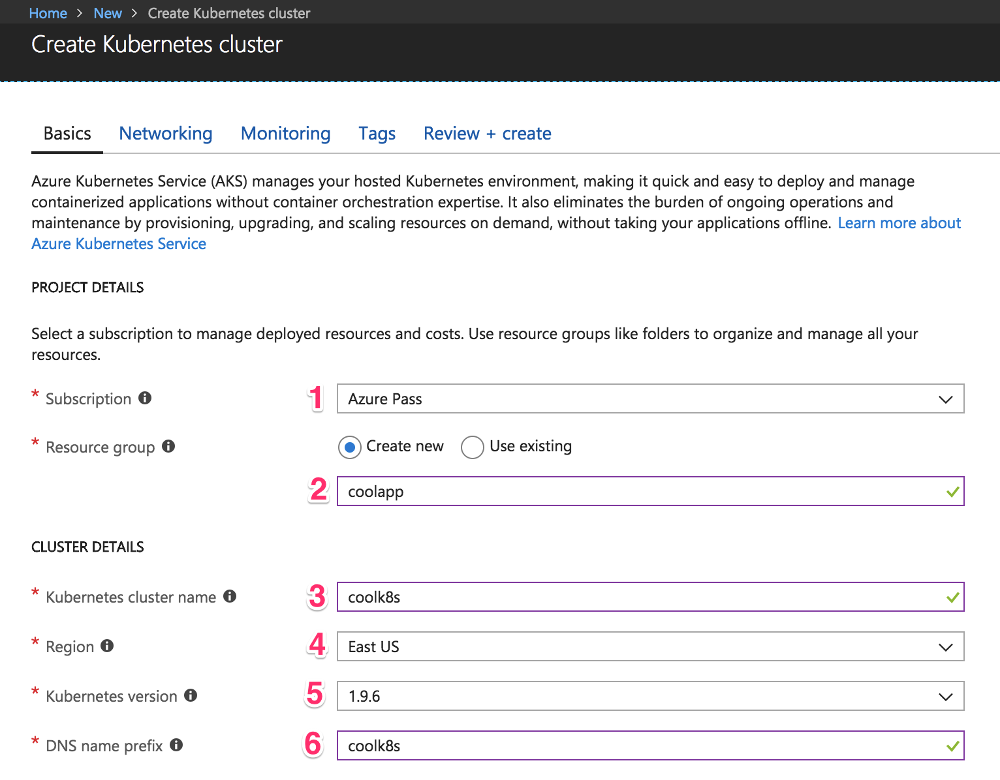 Home > New > Create Kubernetes cluster
Create Kubernetes cluster
Basics Networking Monitoring Tags Review + create
Azure Kubernetes Service (AKS) manages your hosted Kubernetes environment, making it quick and easy to deploy and manage
containerized applications without container orchestration expertise. It also eliminates the burden of ongoing operations and
maintenance by provisioning, upgrading, and scaling resources on demand, without taking your applications offline. Learn more about
Azure Kubernetes Service
PROJECT DETAILS
Select a subscription to manage deployed resources and costs. Use resource groups like folders to organize and manage all your
resources.
* Subscription 1 Azure Pass
* Resource group Create new Use existing
2 coolapp
CLUSTER DETAILS
* Kubernetes cluster name 3 coolk8s
* Region 4 East US
* Kubernetes version 5 1.9.6
* DNS name prefix 6 coolk8s